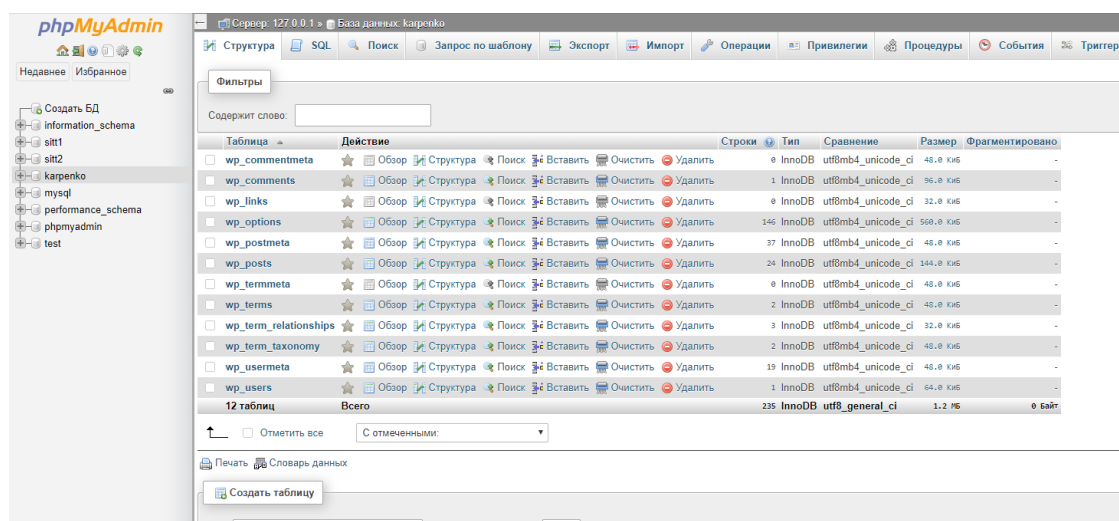 phpMyAdmin
Недавнее Избранное
Создать БД
information_schema
sitt1
sitt2
karpenko
mysql
performance_schema
phpmyadmin
test
Сервер: 127.0.0.1 » База данных: karpenko
Структура SQL Поиск Запрос по шаблону Экспорт Импорт Операции Привилегии Процедуры События Триггер
Фильтры
Содержит слово:
Таблица Действие Строки Тип Сравнение Размер Фрагментировано
wp_commentmeta Обзор Структура Поиск Вставить Очистить Удалить 0 InnoDB utf8mb4_unicode_ci 48.0 КиБ -
wp_comments Обзор Структура Поиск Вставить Очистить Удалить 1 InnoDB utf8mb4_unicode_ci 96.0 КиБ -
wp_links Обзор Структура Поиск Вставить Очистить Удалить 0 InnoDB utf8mb4_unicode_ci 32.0 КиБ -
wp_options Обзор Структура Поиск Вставить Очистить Удалить 146 InnoDB utf8mb4_unicode_ci 560.0 КиБ -
wp_postmeta Обзор Структура Поиск Вставить Очистить Удалить 37 InnoDB utf8mb4_unicode_ci 48.0 КиБ -
wp_posts Обзор Структура Поиск Вставить Очистить Удалить 24 InnoDB utf8mb4_unicode_ci 144.0 КиБ -
wp_termmeta Обзор Структура Поиск Вставить Очистить Удалить 0 InnoDB utf8mb4_unicode_ci 48.0 КиБ -
wp_terms Обзор Структура Поиск Вставить Очистить Удалить 2 InnoDB utf8mb4_unicode_ci 48.0 КиБ -
wp_term_relationships Обзор Структура Поиск Вставить Очистить Удалить 3 InnoDB utf8mb4_unicode_ci 32.0 КиБ -
wp_term_taxonomy Обзор Структура Поиск Вставить Очистить Удалить 2 InnoDB utf8mb4_unicode_ci 48.0 КиБ -
wp_usermeta Обзор Структура Поиск Вставить Очистить Удалить 19 InnoDB utf8mb4_unicode_ci 48.0 КиБ -
wp_users Обзор Структура Поиск Вставить Очистить Удалить 1 InnoDB utf8mb4_unicode_ci 64.0 КиБ -
12 таблиц Всего 235 InnoDB utf8_general_ci 1.2 МБ 0 Байт
Отметить все С отмеченными:
Печать Словарь данных
Создать таблицу